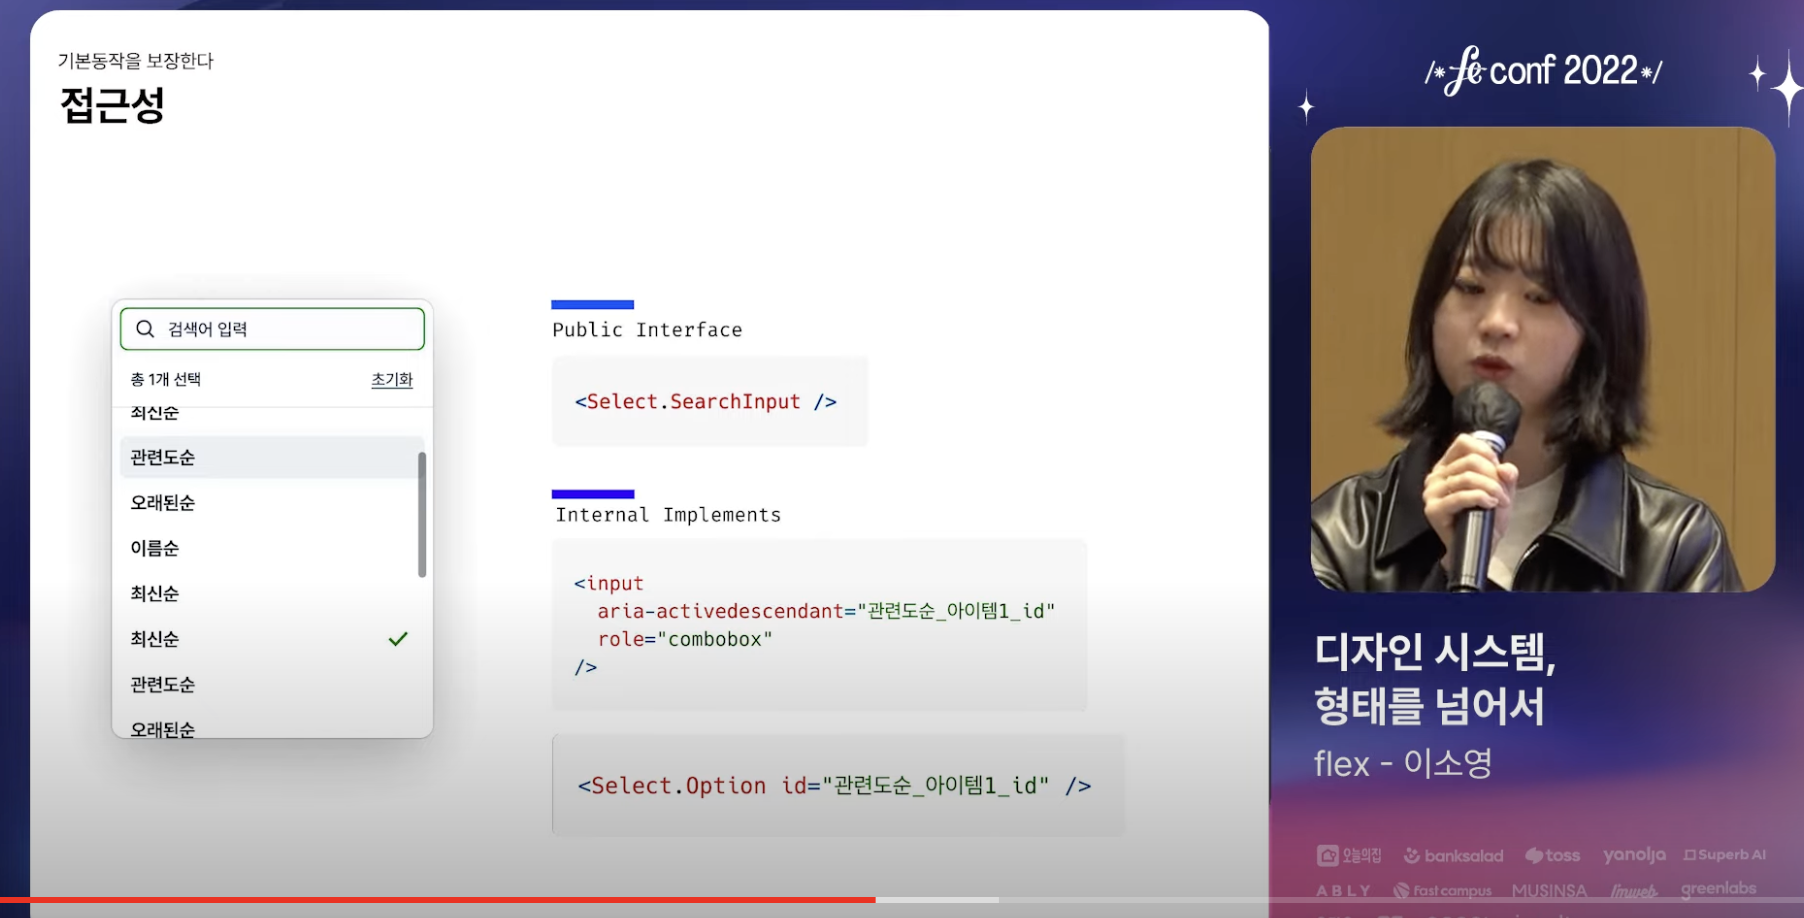 기본동작을 보장한다
접근성
검색어 입력
총 1개 선택 초기화
최신순
관련도순
오래된순
이름순
최신순
최신순
관련도순
오래된순
Public Interface
<Select.SearchInput />
Internal Implements
<input
aria-activedescendant="관련도순_아이템1_id"
role="combobox"
/>
<Select.Option id="관련도순_아이템1_id" />
/* fe conf 2022 */
디자인 시스템,
형태를 넘어서
flex - 이소영
오늘의집 banksalad toss yanolja Superb AI
ABLY fast campus MUSINSA imweb greenlabs